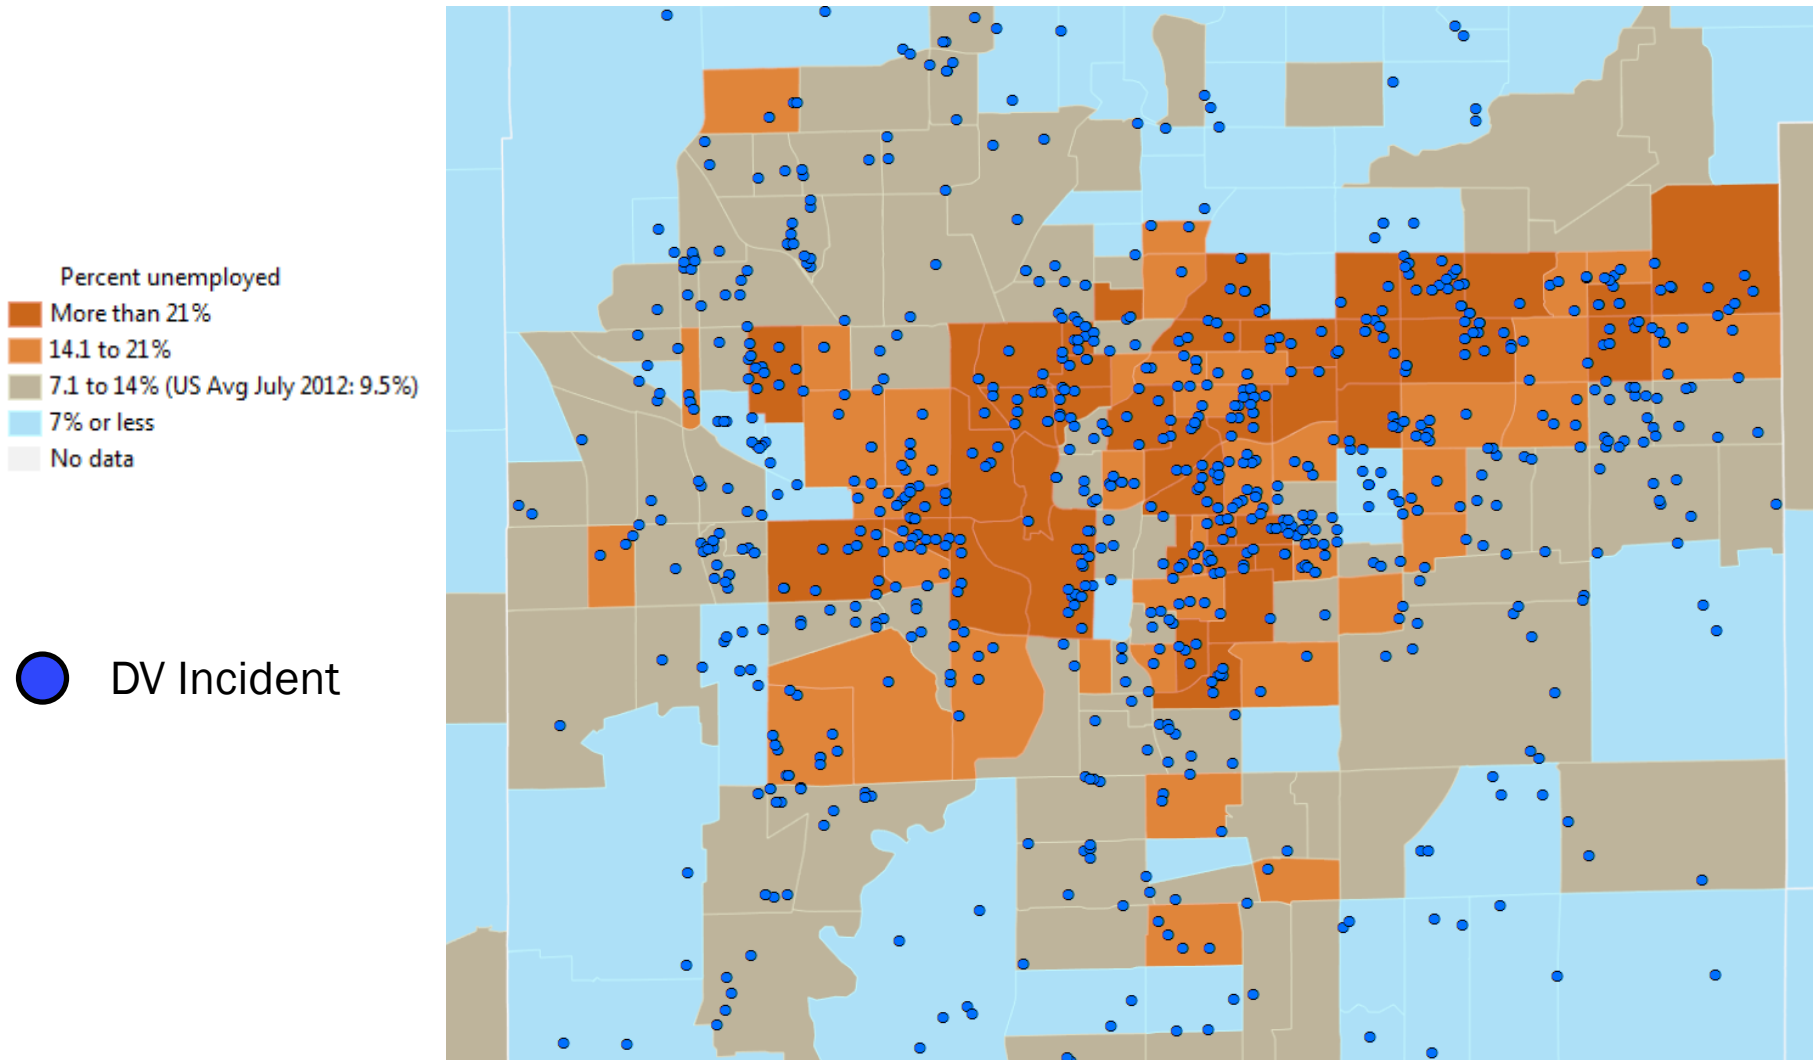 Percent unemployed
More than 21%
14.1 to 21%
7.1 to 14% (US Avg July 2012: 9.5%)
7% or less
No data
DV Incident